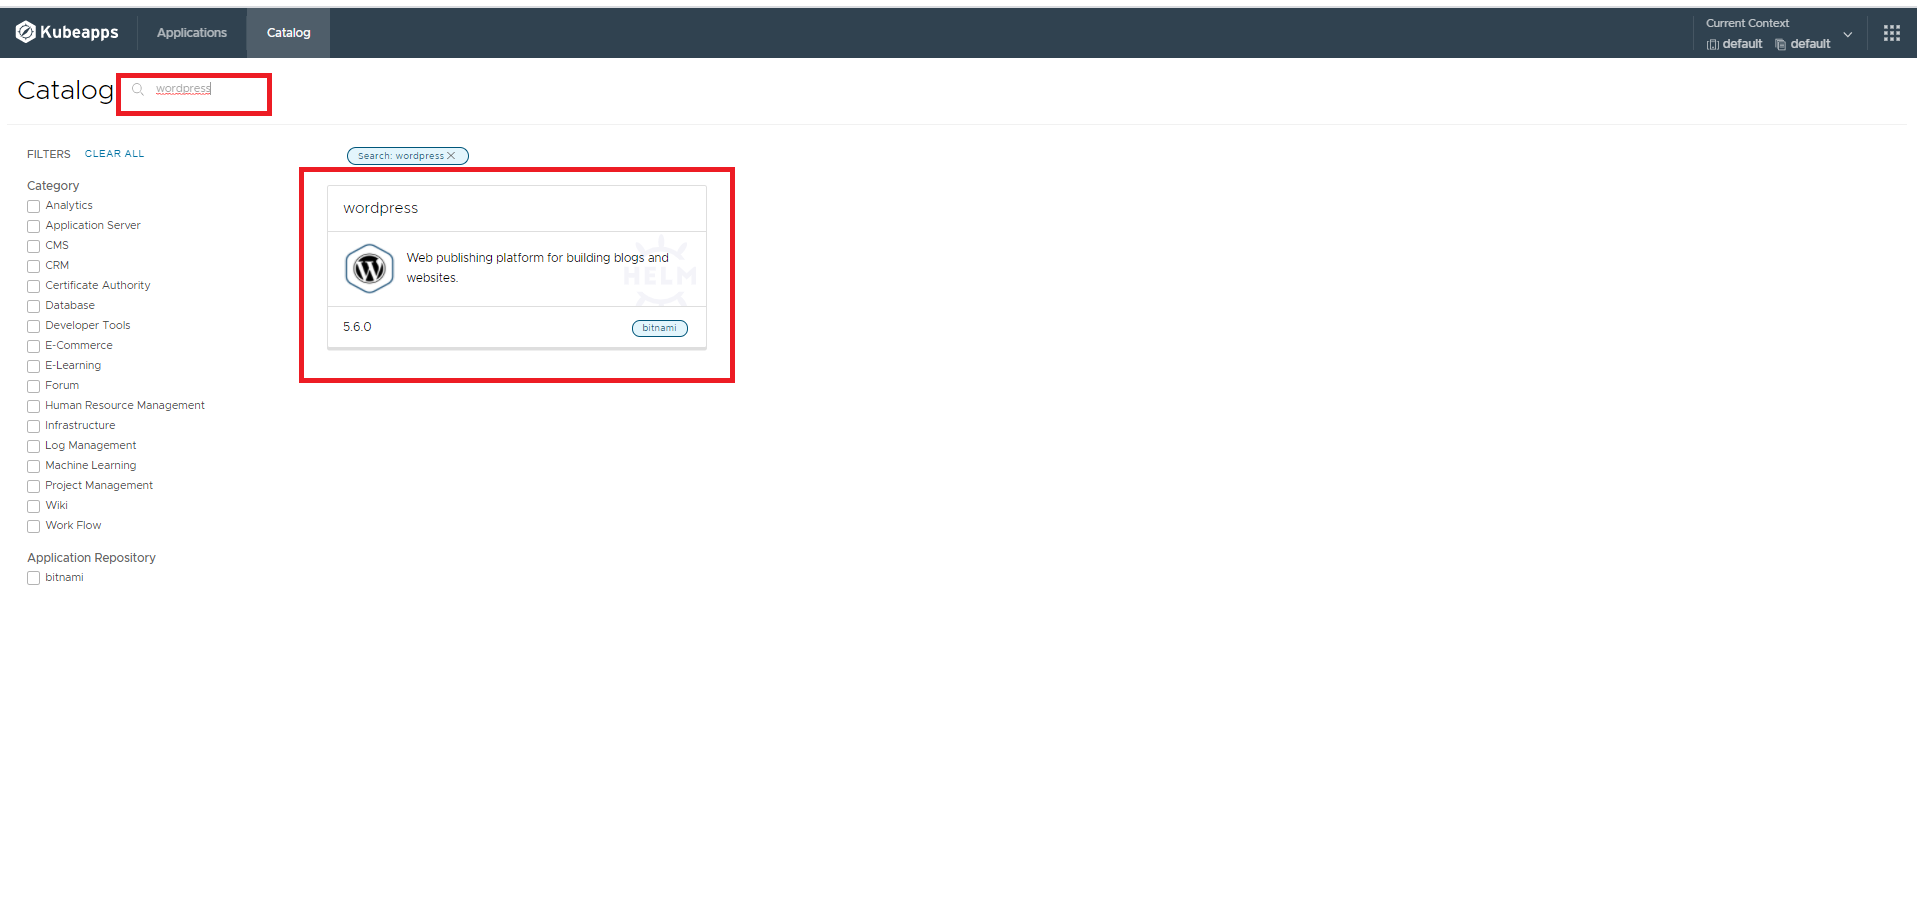 Kubeapps
Applications
Catalog
Current Context
default default
Catalog
wordpress
FILTERS CLEAR ALL
Category
Analytics
Application Server
CMS
CRM
Certificate Authority
Database
Developer Tools
E-Commerce
E-Learning
Forum
Human Resource Management
Infrastructure
Log Management
Machine Learning
Project Management
Wiki
Work Flow
Application Repository
bitnami
Search: wordpress
wordpress
Web publishing platform for building blogs and
websites.
HELM
5.6.0
bitnami